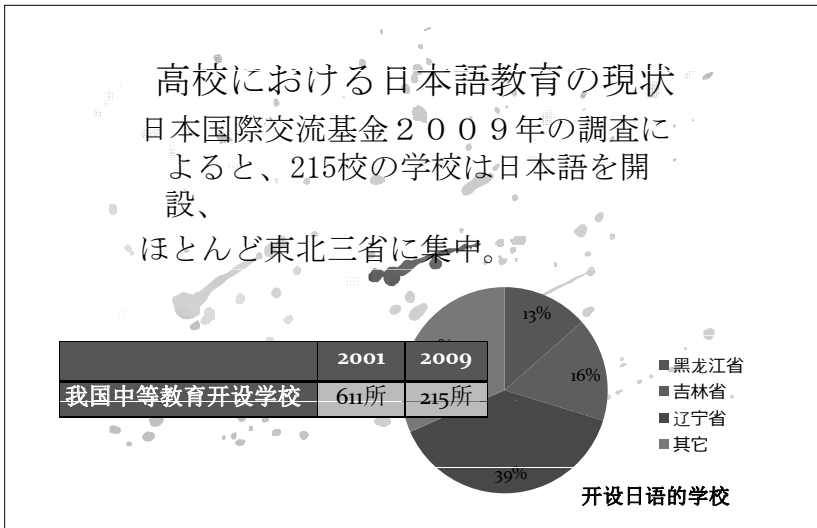 高校における日本語教育の現状
日本国際交流基金２００９年の調査に
よると、215校の学校は日本語を開
設、
ほとんど東北三省に集中。
2001 2009
我国中等教育开设学校 611所 215所
13%
16%
39%
%
黑龙江省
吉林省
辽宁省
其它
开设日语的学校